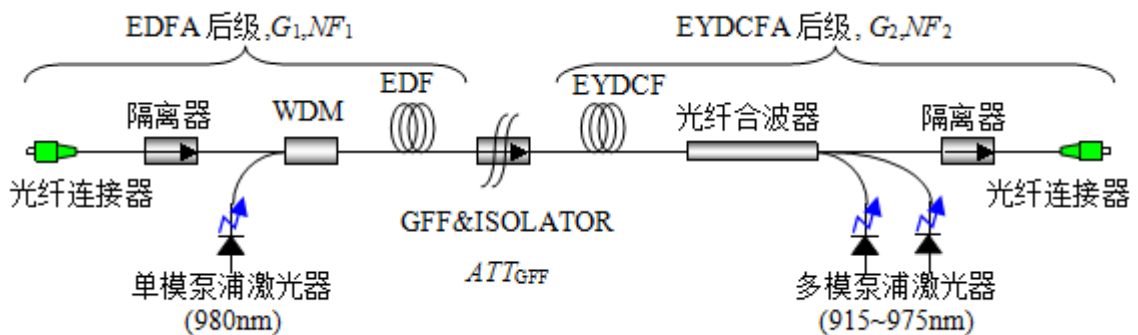 EDFA 后级,G₁,NF₁
EYDCFA 后级, G₂,NF₂
EDF
EYDCF
隔离器
WDM
光纤合波器
隔离器
光纤连接器
光纤连接器
GFF&ISOLATOR
ATT_GFF
单模泵浦激光器
(980nm)
多模泵浦激光器
(915~975nm)